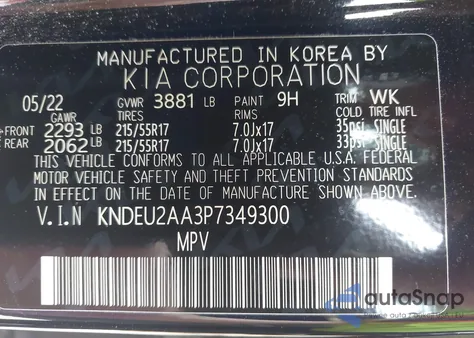 MANUFACTURED IN KOREA BY
KIA CORPORATION
05/22 GVWR 3881 LB PAINT 9H TRIM WK
GAWR TIRES RIMS COLD TIRE INFL
FRONT 2293 LB 215/55R17 7.0Jx17 35psi SINGLE
REAR 2062 LB 215/55R17 7.0Jx17 33psi SINGLE
THIS VEHICLE CONFORMS TO ALL APPLICABLE U.S.A. FEDERAL
MOTOR VEHICLE SAFETY AND THEFT PREVENTION STANDARDS
IN EFFECT ON THE DATE OF MANUFACTURE SHOWN ABOVE.
V.I.N KNDEU2AA3P7349300
MPV
autoSnap